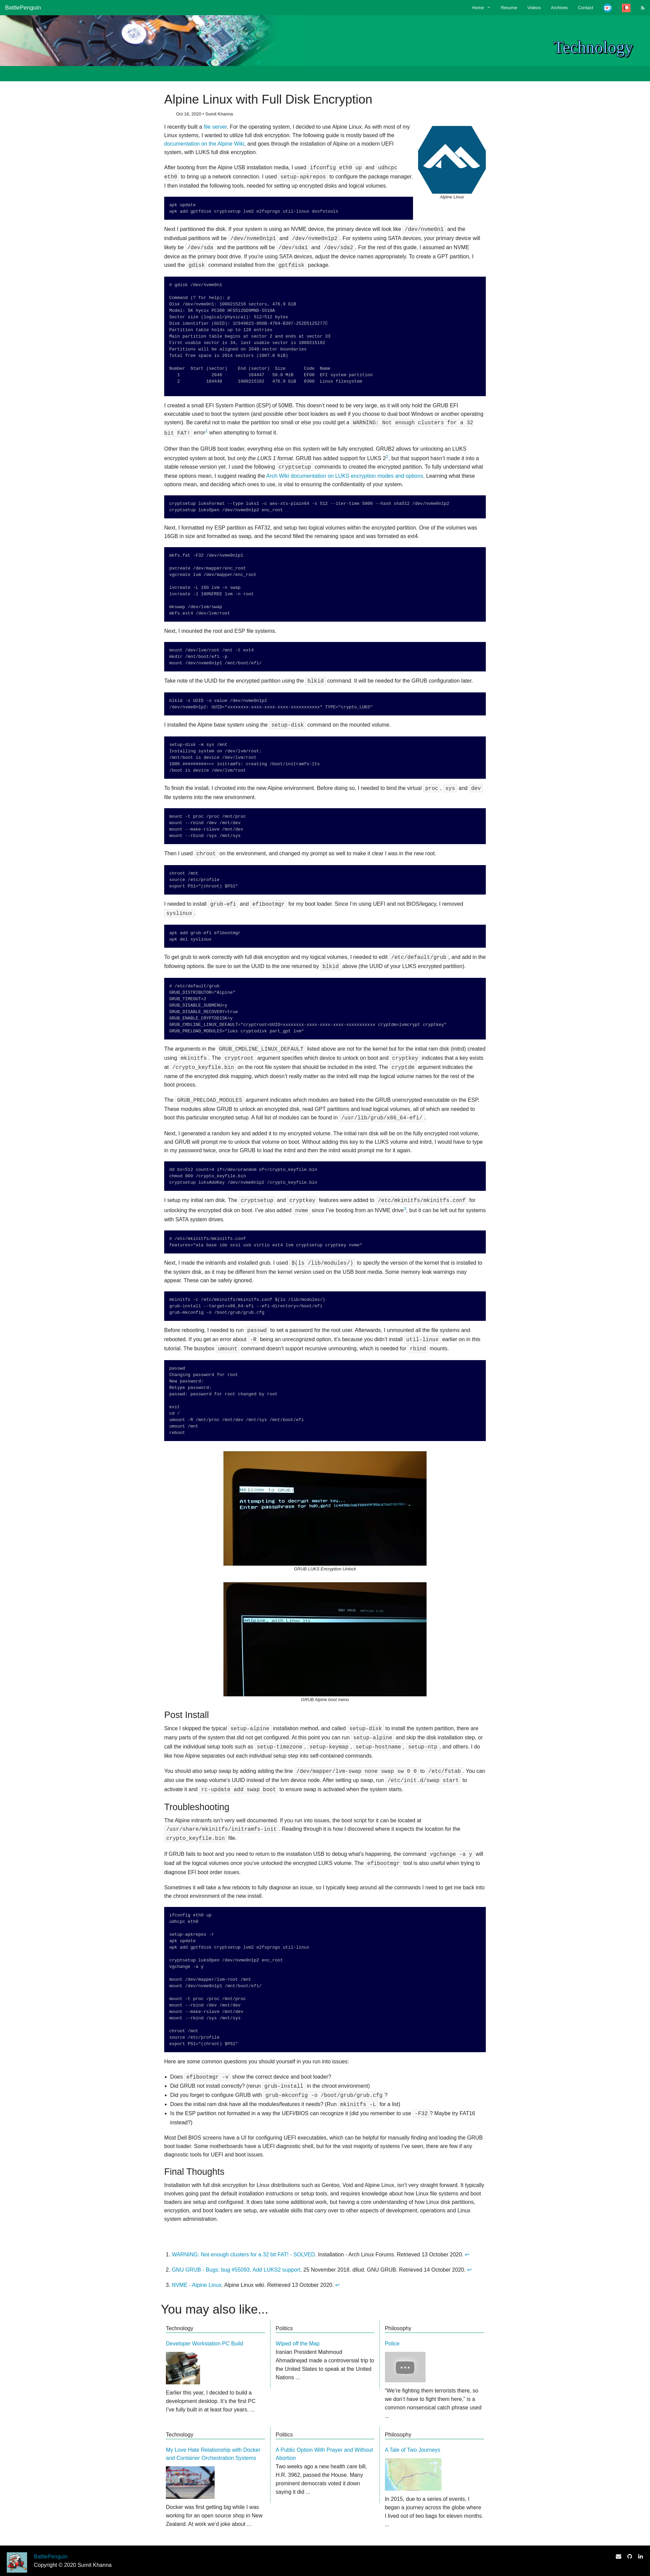 BattlePenguin
Home Resume Videos Archives Contact
Technology
Alpine Linux with Full Disk Encryption
Oct 16, 2020 • Sumit Khanna
I recently built a file server. For the operating system, I decided to use Alpine Linux. As with most of my
Linux systems, I wanted to utilize full disk encryption. The following guide is mostly based off the
documentation on the Alpine Wiki, and goes through the installation of Alpine on a modern UEFI
system, with LUKS full disk encryption.
Alpine Linux
After booting from the Alpine USB installation media, I used ifconfig eth0 up and udhcpc
eth0 to bring up a network connection. I used setup-apkrepos to configure the package manager.
I then installed the following tools, needed for setting up encrypted disks and logical volumes.
apk update
apk add gptfdisk cryptsetup lvm2 e2fsprogs util-linux dosfstools
Next I partitioned the disk. If your system is using an NVME device, the primary device will look like /dev/nvme0n1 and the
individual partitions will be /dev/nvme0n1p1 and /dev/nvme0n1p2. For systems using SATA devices, your primary device will
likely be /dev/sda and the partitions will be /dev/sda1 and /dev/sda2. For the rest of this guide, I assumed an NVME
device throughout. If you're using SATA devices, adjust the device names appropriately. To create a GPT partition, I
used the gdisk command installed from the gptfdisk package.
# gdisk /dev/nvme0n1
Command (? for help): p
Disk /dev/nvme0n1: 1000215216 sectors, 476.9 GiB
Sector size (logical/physical): 512/512 bytes
Partition table holds up to 128 entries
Main partition table begins at sector 2 and ends at sector 33
First usable sector is 34, last usable sector is 1000215182
Partitions will be aligned on 2048-sector boundaries
Total free space is 2014 sectors (1007.0 KiB)
Number Start (sector) End (sector) Size Code Name
1 2048 104447 50.0 MiB EF00 EFI system partition
2 104448 1000215182 476.9 GiB 8300 Linux filesystem
I created a small EFI System Partition (ESP) of 50MB. This doesn't need to be very large, as it will only hold the GRUB EFI
executable used to boot the system (and possible other boot loaders as well if you choose to dual boot Windows or another operating
system). Be careful not to make the partition too small or else you could get a WARNING: Not enough clusters for a 32
bit FAT! error1 when attempting to format it.
Other than the GRUB boot loader, everything else on this system will be fully encrypted. GRUB2 allows for unlocking an LUKS
encrypted system at boot, but only the LUKS 1 format. GRUB has added support for LUKS 22, but that support hasn't made it into a
stable release version yet. I used the following cryptsetup commands to created the encrypted partition. To fully understand what
these options mean, I suggest reading the Arch Wiki documentation on LUKS encryption modes and options. Learning what these
options mean, and deciding which ones to use, is vital to ensuring the confidentiality of your system.
cryptsetup luksFormat --type luks1 -c aes-xts-plain64 -s 512 --iter-time 5000 --hash sha512 /dev/nvme0n1p2
cryptsetup luksOpen /dev/nvme0n1p2 enc_root
Next, I formatted my ESP partition as FAT32, and setup two logical volumes within the encrypted partition. One of the volumes was
16GB in size and formatted as swap, and the second filled the remaining space and was formatted as ext4.
mkfs.fat -F32 /dev/nvme0n1p1
pvcreate /dev/mapper/enc_root
vgcreate lvm /dev/mapper/enc_root
lvcreate -L 16G lvm -n swap
lvcreate -l 100%FREE lvm -n root
mkswap /dev/lvm/swap
mkfs.ext4 /dev/lvm/root
Next, I mounted the root and ESP file systems.
mount /dev/lvm/root /mnt -t ext4
mkdir /mnt/boot/efi -p
mount /dev/nvme0n1p1 /mnt/boot/efi/
Take note of the UUID for the encrypted partition using the blkid command. It will be needed for the GRUB configuration later.
blkid -s UUID -o value /dev/nvme0n1p2
/dev/nvme0n1p2: UUID="xxxxxxxx-xxxx-xxxx-xxxx-xxxxxxxxxxx" TYPE="crypto_LUKS"
I installed the Alpine base system using the setup-disk command on the mounted volume.
setup-disk -m sys /mnt
Installing system on /dev/lvm/root:
/mnt/boot is device /dev/lvm/root
100% ##########==> initramfs: creating /boot/initramfs-lts
/boot is device /dev/lvm/root
To finish the install, I chrooted into the new Alpine environment. Before doing so, I needed to bind the virtual proc, sys and dev
file systems into the new environment.
mount -t proc /proc /mnt/proc
mount --rbind /dev /mnt/dev
mount --make-rslave /mnt/dev
mount --rbind /sys /mnt/sys
Then I used chroot on the environment, and changed my prompt as well to make it clear I was in the new root.
chroot /mnt
source /etc/profile
export PS1="(chroot) $PS1"
I needed to install grub-efi and efibootmgr for my boot loader. Since I'm using UEFI and not BIOS/legacy, I removed
syslinux.
apk add grub-efi efibootmgr
apk del syslinux
To get grub to work correctly with full disk encryption and my logical volumes, I needed to edit /etc/default/grub, and add in the
following options. Be sure to set the UUID to the one returned by blkid above (the UUID of your LUKS encrypted partition).
# /etc/default/grub
GRUB_DISTRIBUTOR="Alpine"
GRUB_TIMEOUT=2
GRUB_DISABLE_SUBMENU=y
GRUB_DISABLE_RECOVERY=true
GRUB_ENABLE_CRYPTODISK=y
GRUB_CMDLINE_LINUX_DEFAULT="cryptroot=UUID=xxxxxxxx-xxxx-xxxx-xxxx-xxxxxxxxxxx cryptdm=lvmcrypt cryptkey"
GRUB_PRELOAD_MODULES="luks cryptodisk part_gpt lvm"
The arguments in the GRUB_CMDLINE_LINUX_DEFAULT listed above are not for the kernel but for the initial ram disk (initrd) created
using mkinitfs. The cryptroot argument specifies which device to unlock on boot and cryptkey indicates that a key exists
at /crypto_keyfile.bin on the root file system that should be included in the initrd. The cryptdm argument indicates the
name of the encrypted disk mapping, which doesn't really matter as the initrd will map the logical volume names for the rest of the
boot process.
The GRUB_PRELOAD_MODULES argument indicates which modules are baked into the GRUB unencrypted executable on the ESP.
These modules allow GRUB to unlock an encrypted disk, read GPT partitions and load logical volumes, all of which are needed to
boot this particular encrypted setup. A full list of modules can be found in /usr/lib/grub/x86_64-efi/.
Next, I generated a random key and added it to my encrypted volume. The initial ram disk will be on the fully encrypted root volume,
and GRUB will prompt me to unlock that volume on boot. Without adding this key to the LUKS volume and initrd, I would have to type
in my password twice, once for GRUB to load the initrd and then the initrd would prompt me for it again.
dd bs=512 count=4 if=/dev/urandom of=/crypto_keyfile.bin
chmod 000 /crypto_keyfile.bin
cryptsetup luksAddKey /dev/nvme0n1p2 /crypto_keyfile.bin
I setup my initial ram disk. The cryptsetup and cryptkey features were added to /etc/mkinitfs/mkinitfs.conf for
unlocking the encrypted disk on boot. I've also added nvme since I've booting from an NVME drive3, but it can be left out for systems
with SATA system drives.
# /etc/mkinitfs/mkinitfs.conf
features="ata base ide scsi usb virtio ext4 lvm cryptsetup cryptkey nvme"
Next, I made the initramfs and installed grub. I used $(ls /lib/modules/) to specify the version of the kernel that is installed to
the system disk, as it may be different from the kernel version used on the USB boot media. Some memory leak warnings may
appear. These can be safely ignored.
mkinitfs -c /etc/mkinitfs/mkinitfs.conf $(ls /lib/modules/)
grub-install --target=x86_64-efi --efi-directory=/boot/efi
grub-mkconfig -o /boot/grub/grub.cfg
Before rebooting, I needed to run passwd to set a password for the root user. Afterwards, I unmounted all the file systems and
rebooted. If you get an error about -R being an unrecognized option, it's because you didn't install util-linux earlier on in this
tutorial. The busybox umount command doesn't support recursive unmounting, which is needed for rbind mounts.
passwd
Changing password for root
New password:
Retype password:
passwd: password for root changed by root
exit
cd /
umount -R /mnt/proc /mnt/dev /mnt/sys /mnt/boot/efi
umount /mnt
reboot
Welcome to GRUB!
Attempting to decrypt master key...
Enter passphrase for hd0,gpt2
GRUB LUKS Encryption Unlock
*Alpine, with Linux lts
GRUB Alpine boot menu
Post Install
Since I skipped the typical setup-alpine installation method, and called setup-disk to install the system partition, there are
many parts of the system that did not get configured. At this point you can run setup-alpine and skip the disk installation step, or
call the individual setup tools such as setup-timezone, setup-keymap, setup-hostname, setup-ntp, and others. I do
like how Alpine separates out each individual setup step into self-contained commands.
You should also setup swap by adding adding the line /dev/mapper/lvm-swap none swap sw 0 0 to /etc/fstab. You can
also use the swap volume's UUID instead of the lvm device node. After setting up swap, run /etc/init.d/swap start to
activate it and rc-update add swap boot to ensure swap is activated when the system starts.
Troubleshooting
The Alpine initramfs isn't very well documented. If you run into issues, the boot script for it can be located at
/usr/share/mkinitfs/initramfs-init. Reading through it is how I discovered where it expects the location for the
crypto_keyfile.bin file.
If GRUB fails to boot and you need to return to the installation USB to debug what's happening, the command vgchange -a y will
load all the logical volumes once you've unlocked the encrypted LUKS volume. The efibootmgr tool is also useful when trying to
diagnose EFI boot order issues.
Sometimes it will take a few reboots to fully diagnose an issue, so I typically keep around all the commands I need to get me back into
the chroot environment of the new install.
ifconfig eth0 up
udhcpc eth0
setup-apkrepos -r
apk update
apk add gptfdisk cryptsetup lvm2 e2fsprogs util-linux
cryptsetup luksOpen /dev/nvme0n1p2 enc_root
vgchange -a y
mount /dev/mapper/lvm-root /mnt
mount /dev/nvme0n1p1 /mnt/boot/efi/
mount -t proc /proc /mnt/proc
mount --rbind /dev /mnt/dev
mount --make-rslave /mnt/dev
mount --rbind /sys /mnt/sys
chroot /mnt
source /etc/profile
export PS1="(chroot) $PS1"
Here are some common questions you should yourself in you run into issues:
• Does efibootmgr -v show the correct device and boot loader?
• Did GRUB not install correctly? (rerun grub-install in the chroot environment)
• Did you forget to configure GRUB with grub-mkconfig -o /boot/grub/grub.cfg?
• Does the initial ram disk have all the modules/features it needs? (Run mkinitfs -L for a list)
• Is the ESP partition not formatted in a way the UEFI/BIOS can recognize it (did you remember to use -F32? Maybe try FAT16
instead?)
Most Dell BIOS screens have a UI for configuring UEFI executables, which can be helpful for manually finding and loading the GRUB
boot loader. Some motherboards have a UEFI diagnostic shell, but for the vast majority of systems I've seen, there are few if any
diagnostic tools for UEFI and boot issues.
Final Thoughts
Installation with full disk encryption for Linux distributions such as Gentoo, Void and Alpine Linux, isn't very straight forward. It typically
involves going past the default installation instructions or setup tools, and requires knowledge about how Linux file systems and boot
loaders are setup and configured. It does take some additional work, but having a core understanding of how Linux disk partitions,
encryption, and boot loaders are setup, are valuable skills that can carry over to other aspects of development, operations and Linux
system administration.
1. WARNING: Not enough clusters for a 32 bit FAT! - SOLVED. Installation - Arch Linux Forums. Retrieved 13 October 2020. ↩
2. GNU GRUB - Bugs: bug #55093, Add LUKS2 support. 25 November 2018. dllud. GNU GRUB. Retrieved 14 October 2020. ↩
3. NVME - Alpine Linux. Alpine Linux wiki. Retrieved 13 October 2020. ↩
You may also like...
Technology
Developer Workstation PC Build
Earlier this year, I decided to build a
development desktop. It's the first PC
I've fully built in at least four years. ...
Politics
Wiped off the Map
Iranian President Mahmoud
Ahmadinejad made a controversial trip to
the United States to speak at the United
Nations ...
Philosophy
Police
"We're fighting them terrorists there, so
we don't have to fight them here," is a
common nonsensical catch phrase used
...
Technology
My Love Hate Relationship with Docker
and Container Orchestration Systems
Docker was first getting big while I was
working for an open source shop in New
Zealand. At work we'd joke about ...
Politics
A Public Option With Prayer and Without
Abortion
Two weeks ago a new health care bill,
H.R. 3962, passed the House. Many
prominent democrats voted it down
saying it did ...
Philosophy
A Tale of Two Journeys
In 2015, due to a series of events, I
began a journey across the globe where
I lived out of two bags for eleven months.
...
BattlePenguin
Copyright © 2020 Sumit Khanna